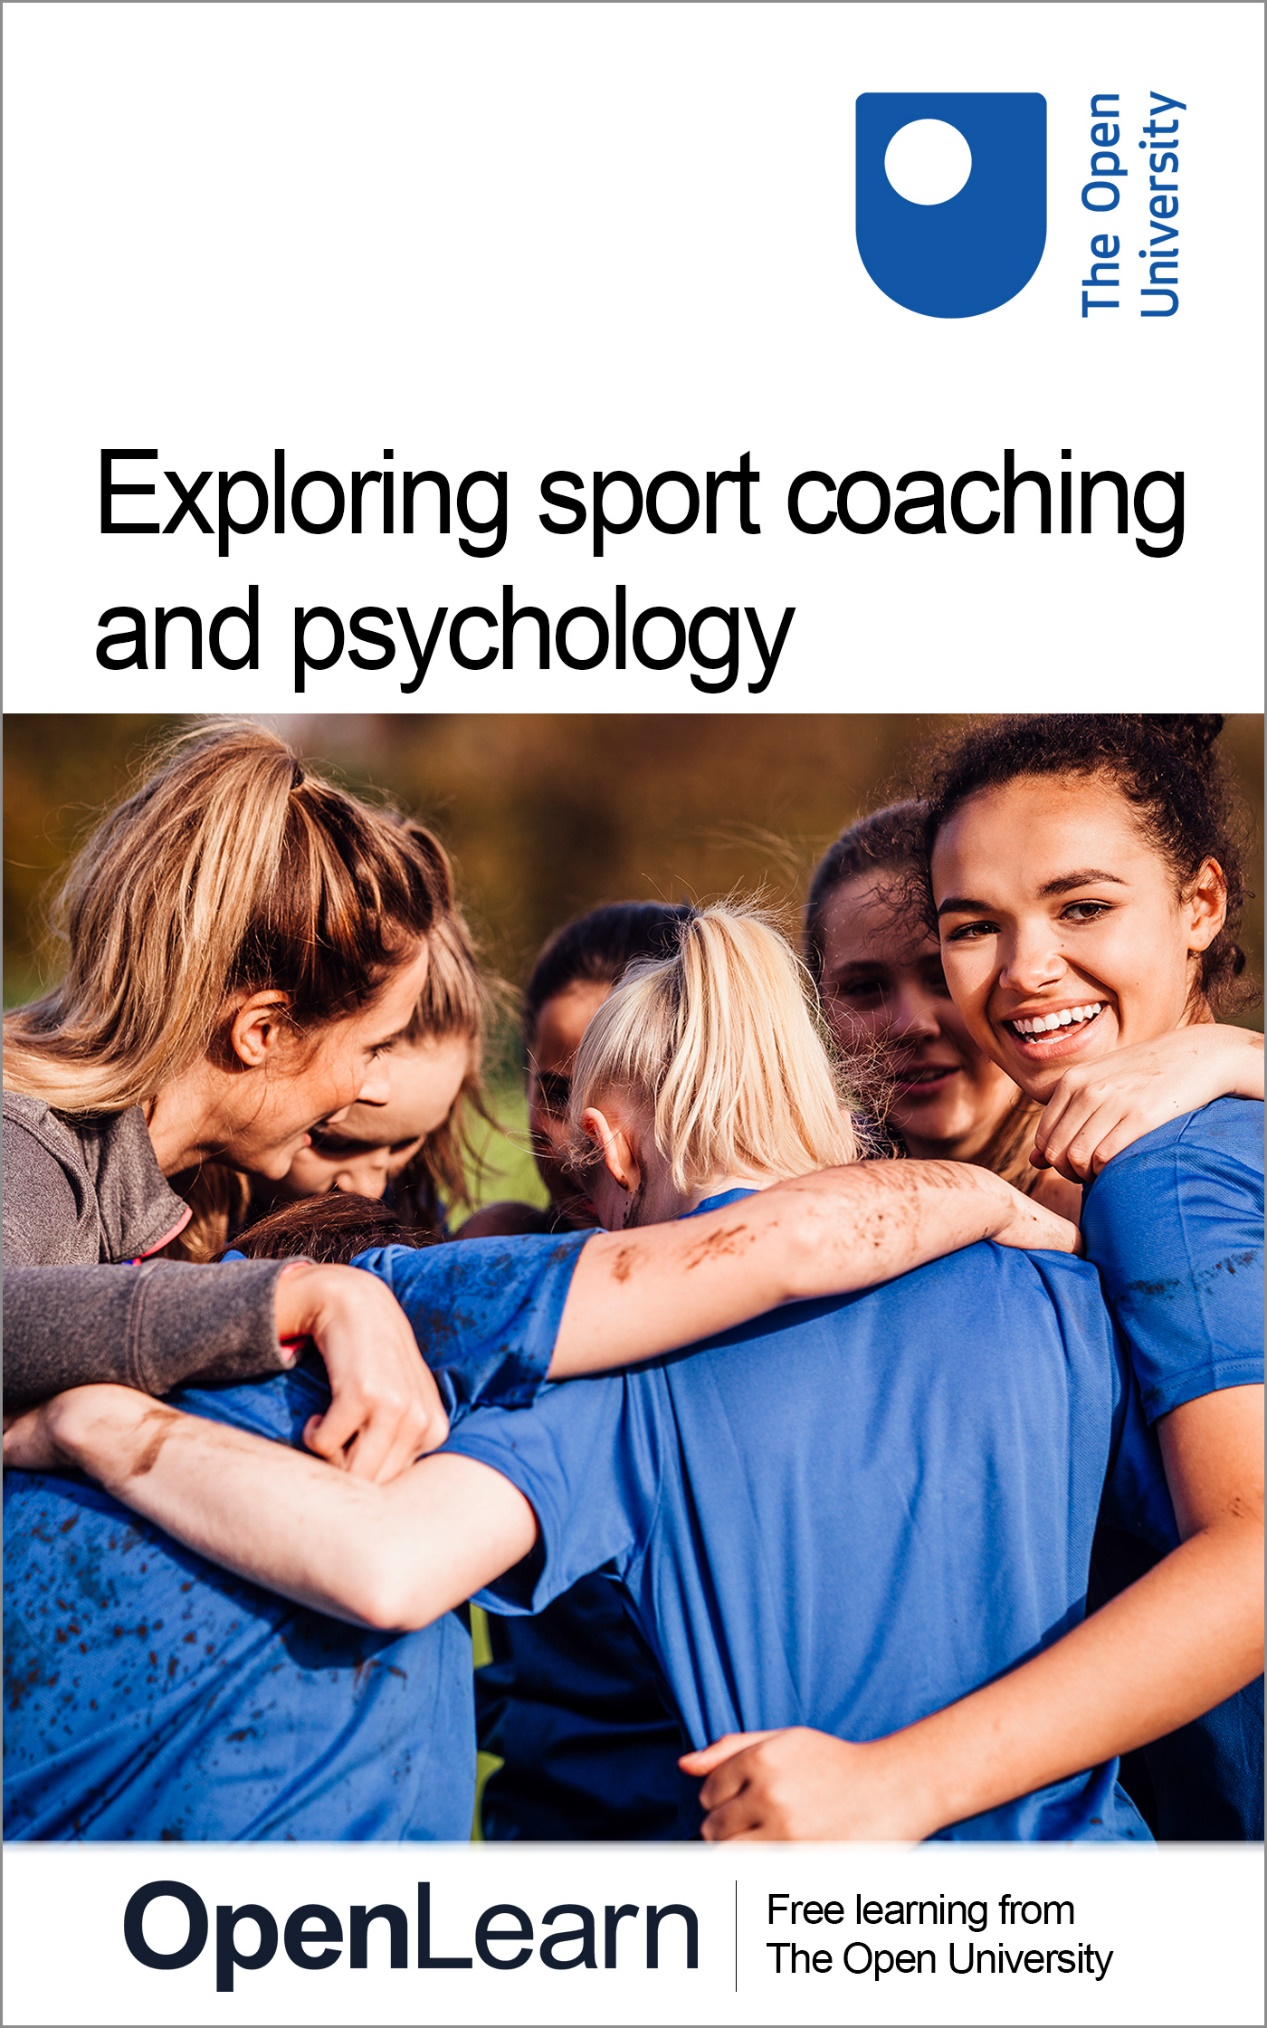 The Open
University
Exploring sport coaching
and psychology
OpenLearn
Free learning from
The Open University